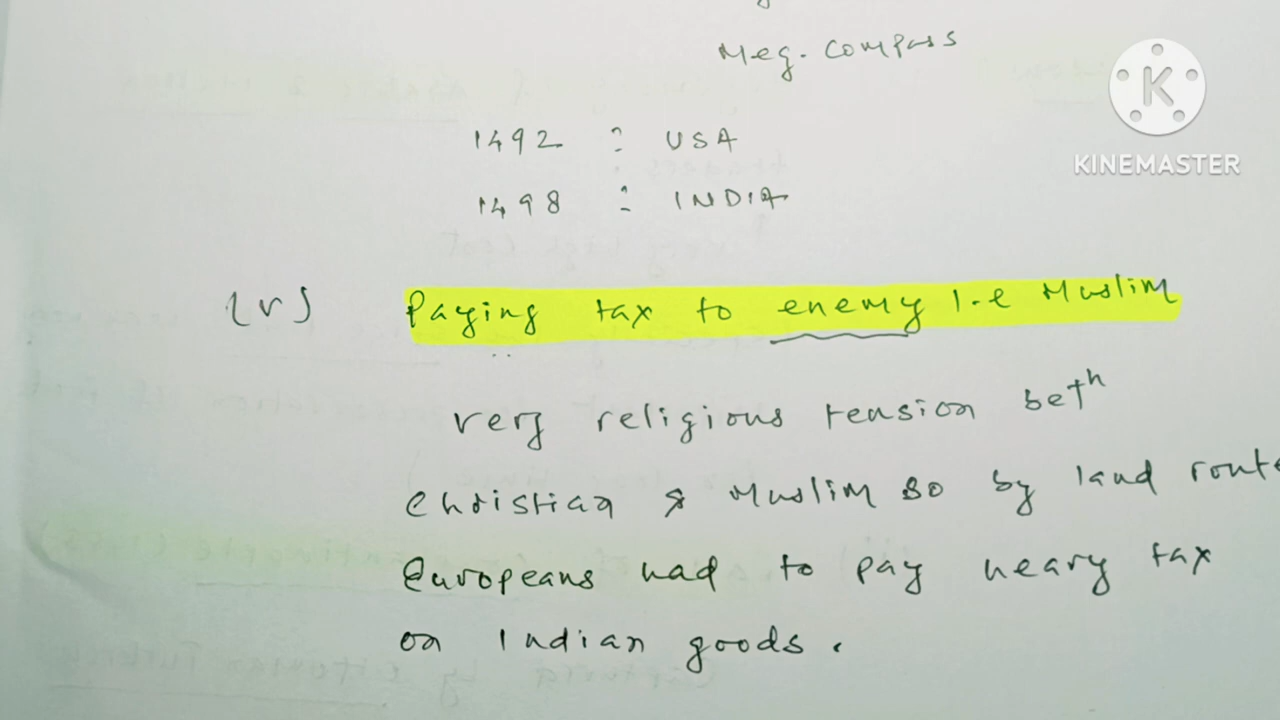 Meg. Compass
K
KINEMASTER
1492 : USA
1498 : INDIA
(v) Paying tax to enemy i.e Muslim
very religious tension betn
Christian & Muslim so by land route
Europeans had to pay heavy tax
on Indian goods.